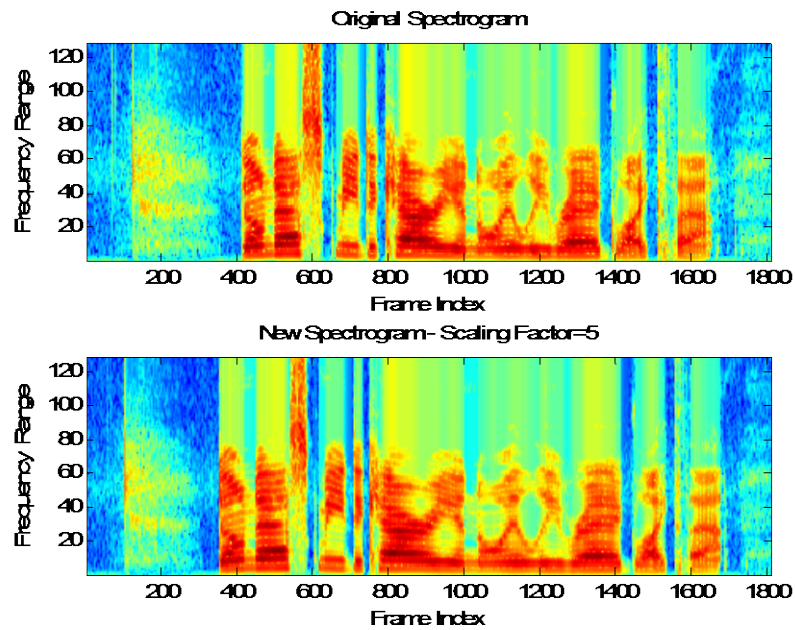 Original Spectrogram
Frequency Range
120
100
80
60
40
20
200 400 600 800 1000 1200 1400 1600 1800
Frame Index
New Spectrogram - Scaling Factor=5
Frequency Range
120
100
80
60
40
20
200 400 600 800 1000 1200 1400 1600 1800
Frame Index